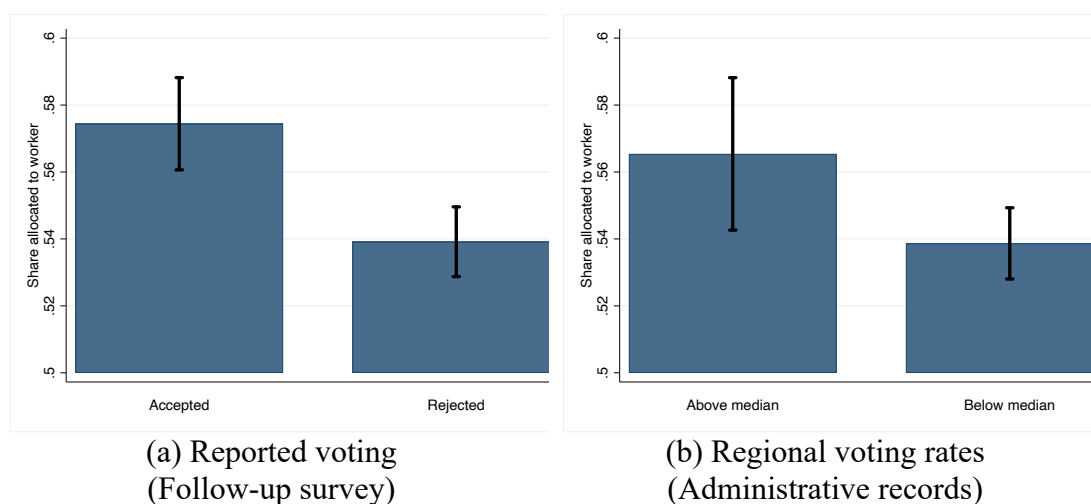 .6
.58
.56
.54
.52
.5
Share allocated to worker
Accepted Rejected
(a) Reported voting
(Follow-up survey)
.6
.58
.56
.54
.52
.5
Share allocated to worker
Above median Below median
(b) Regional voting rates
(Administrative records)